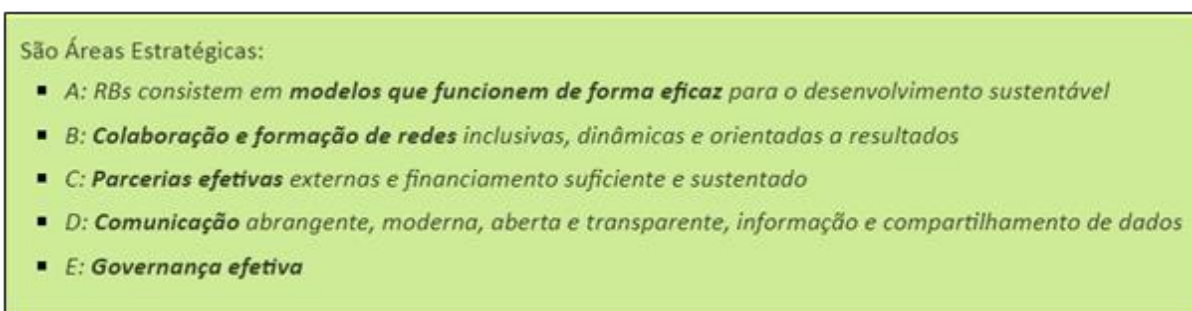 São Áreas Estratégicas:
▪ A: RBs consistem em modelos que funcionem de forma eficaz para o desenvolvimento sustentável
▪ B: Colaboração e formação de redes inclusivas, dinâmicas e orientadas a resultados
▪ C: Parcerias efetivas externas e financiamento suficiente e sustentado
▪ D: Comunicação abrangente, moderna, aberta e transparente, informação e compartilhamento de dados
▪ E: Governança efetiva